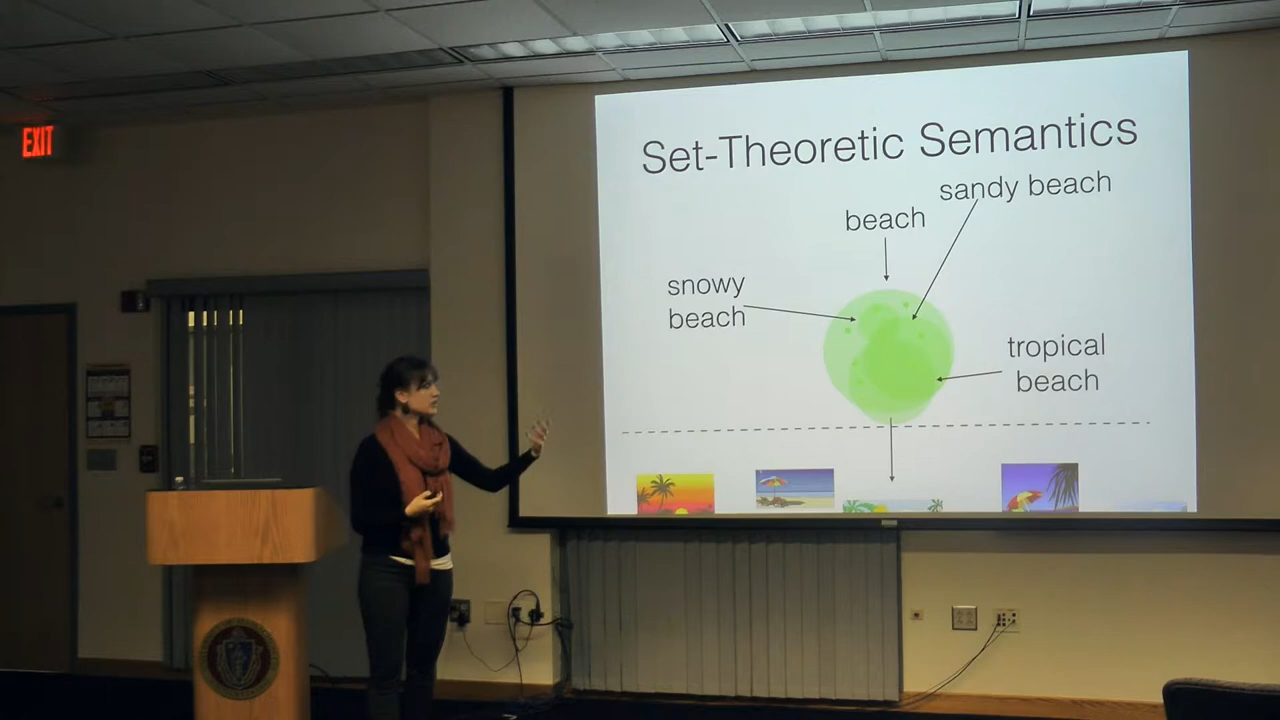 EXIT
Set-Theoretic Semantics
sandy beach
beach
snowy
beach
tropical
beach